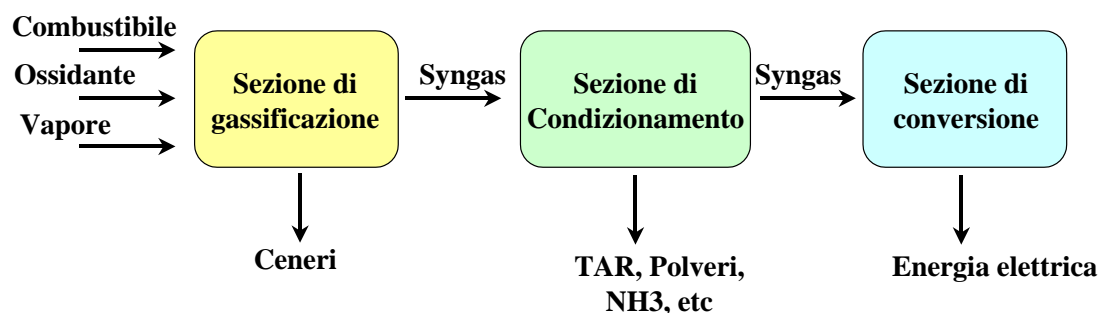 Combustibile
Ossidante
Vapore
Sezione di
gassificazione
Syngas
Sezione di
Condizionamento
Syngas
Sezione di
conversione
Ceneri
TAR, Polveri,
NH3, etc
Energia elettrica